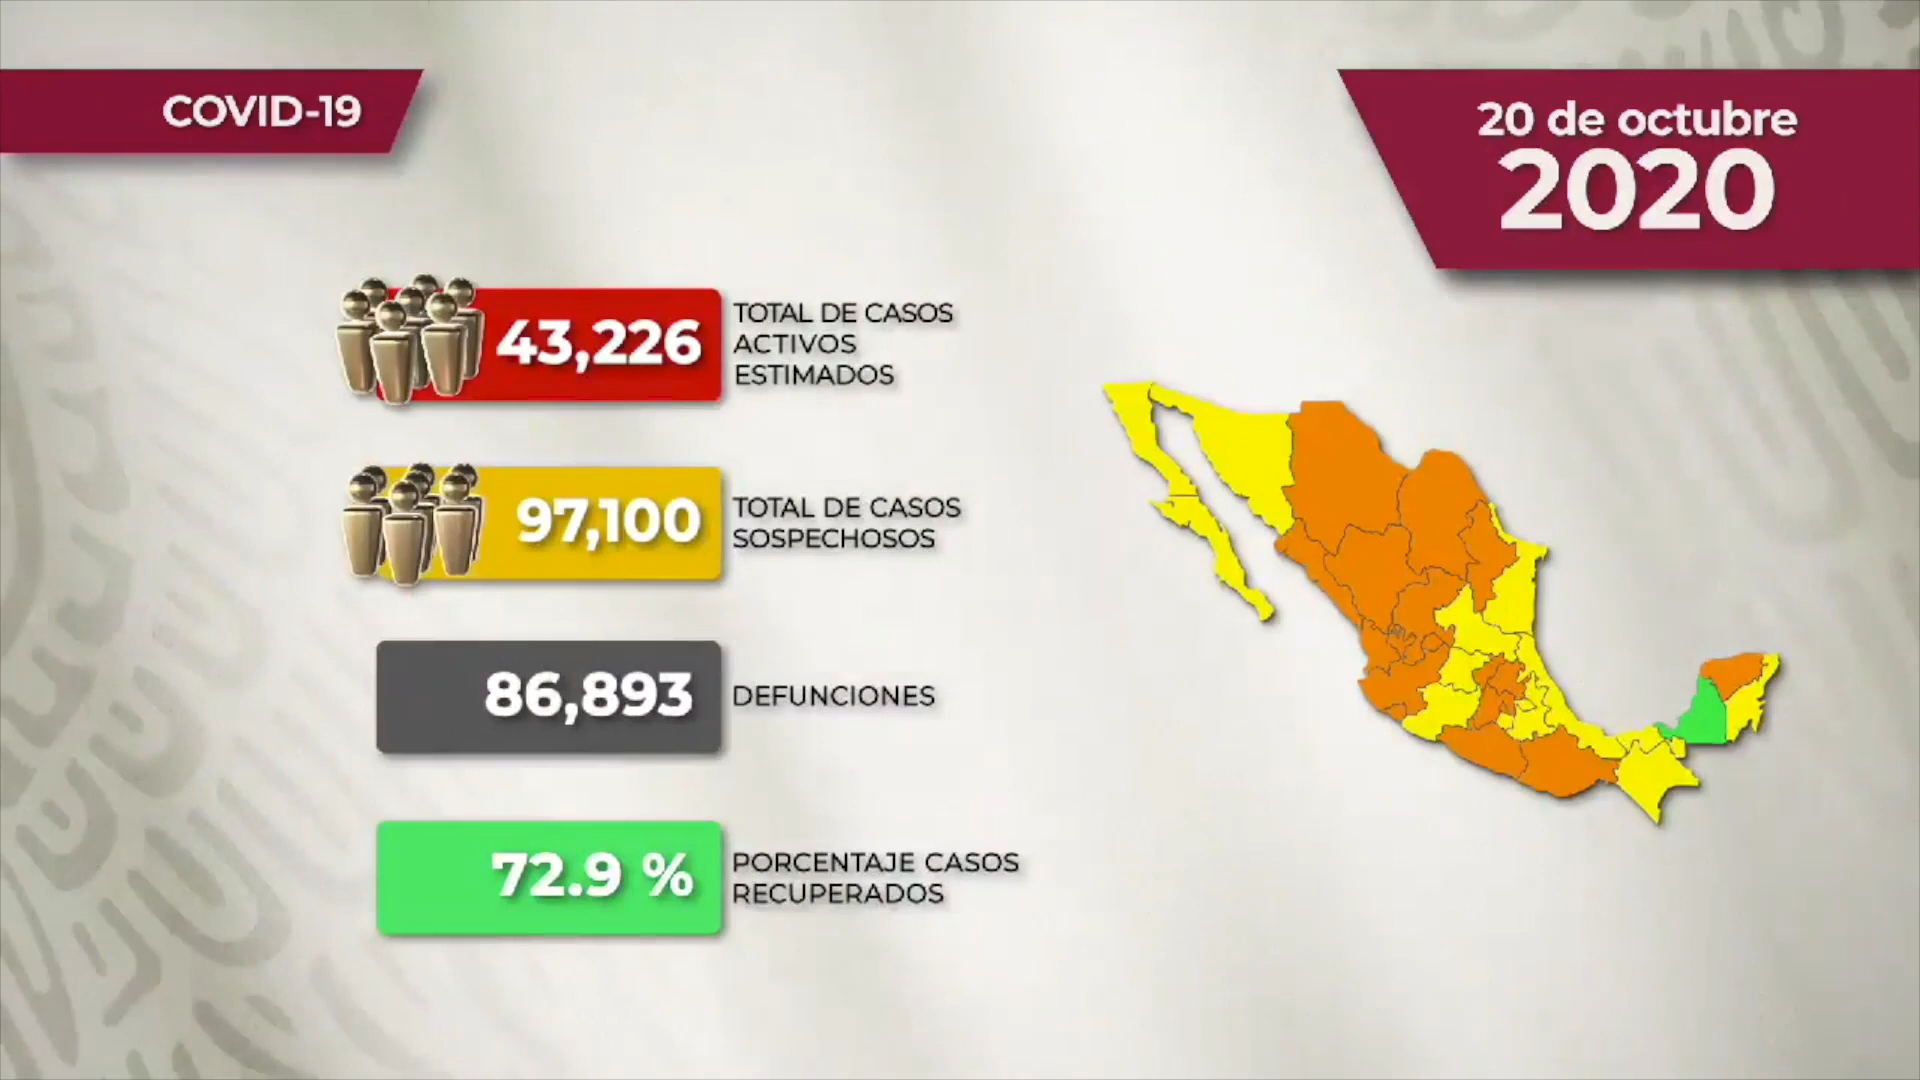 COVID-19
20 de octubre
2020
43,226
TOTAL DE CASOS
ACTIVOS
ESTIMADOS
97,100
TOTAL DE CASOS
SOSPECHOSOS
86,893
DEFUNCIONES
72.9 %
PORCENTAJE CASOS
RECUPERADOS